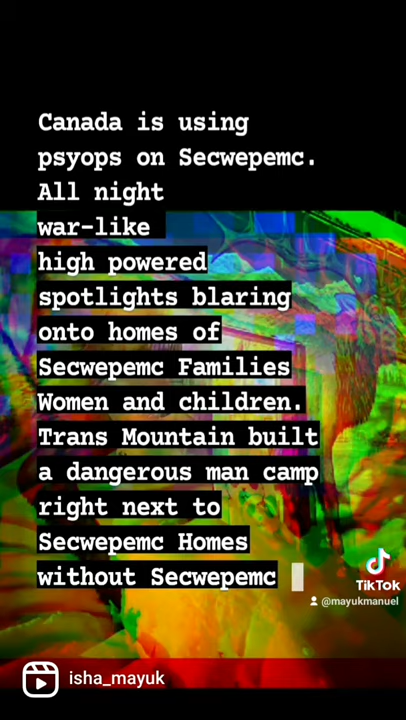 Canada is using
psyops on Secwepemc.
All night
war-like
high powered
spotlights blaring
onto homes of
Secwepemc Families
Women and children.
Trans Mountain built
a dangerous man camp
right next to
Secwepemc Homes
without Secwepemc
TikTok
@mayukmanuel
isha_mayuk